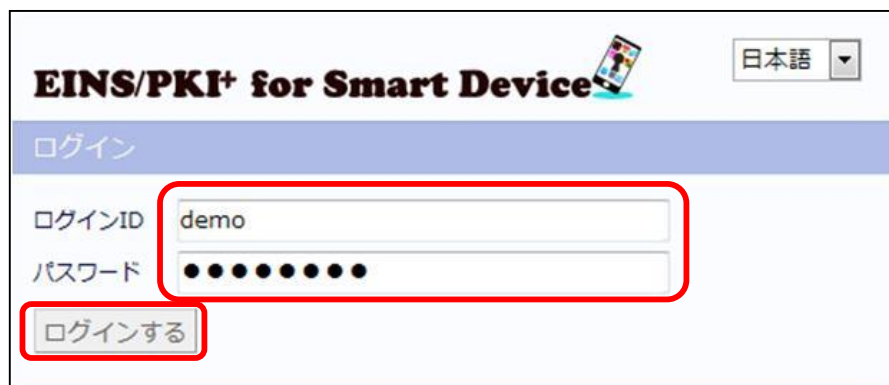 EINS/PKI+ for Smart Device
日本語
ログイン
ログインID demo
パスワード ●●●●●●●●
ログインする